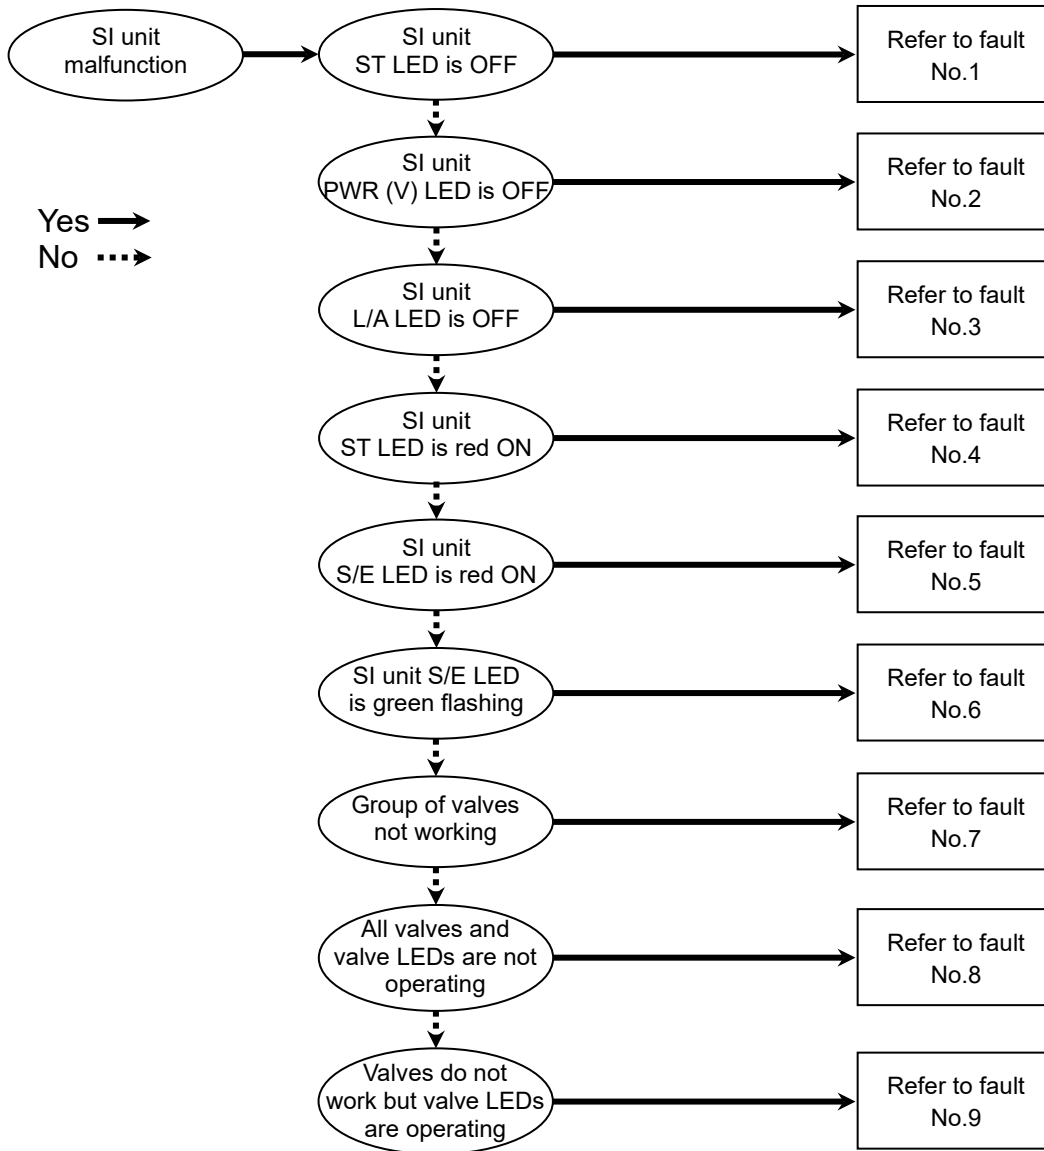 SI unit
malfunction
SI unit
ST LED is OFF
Refer to fault
No.1
SI unit
PWR (V) LED is OFF
Refer to fault
No.2
Yes
No
SI unit
L/A LED is OFF
Refer to fault
No.3
SI unit
ST LED is red ON
Refer to fault
No.4
SI unit
S/E LED is red ON
Refer to fault
No.5
SI unit S/E LED
is green flashing
Refer to fault
No.6
Group of valves
not working
Refer to fault
No.7
All valves and
valve LEDs are not
operating
Refer to fault
No.8
Valves do not
work but valve LEDs
are operating
Refer to fault
No.9